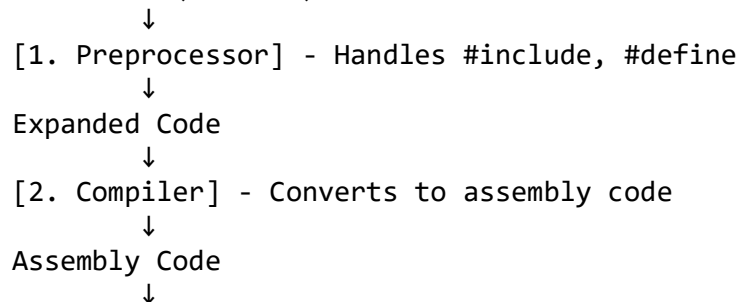 ↓
[1. Preprocessor] - Handles #include, #define
↓
Expanded Code
↓
[2. Compiler] - Converts to assembly code
↓
Assembly Code
↓